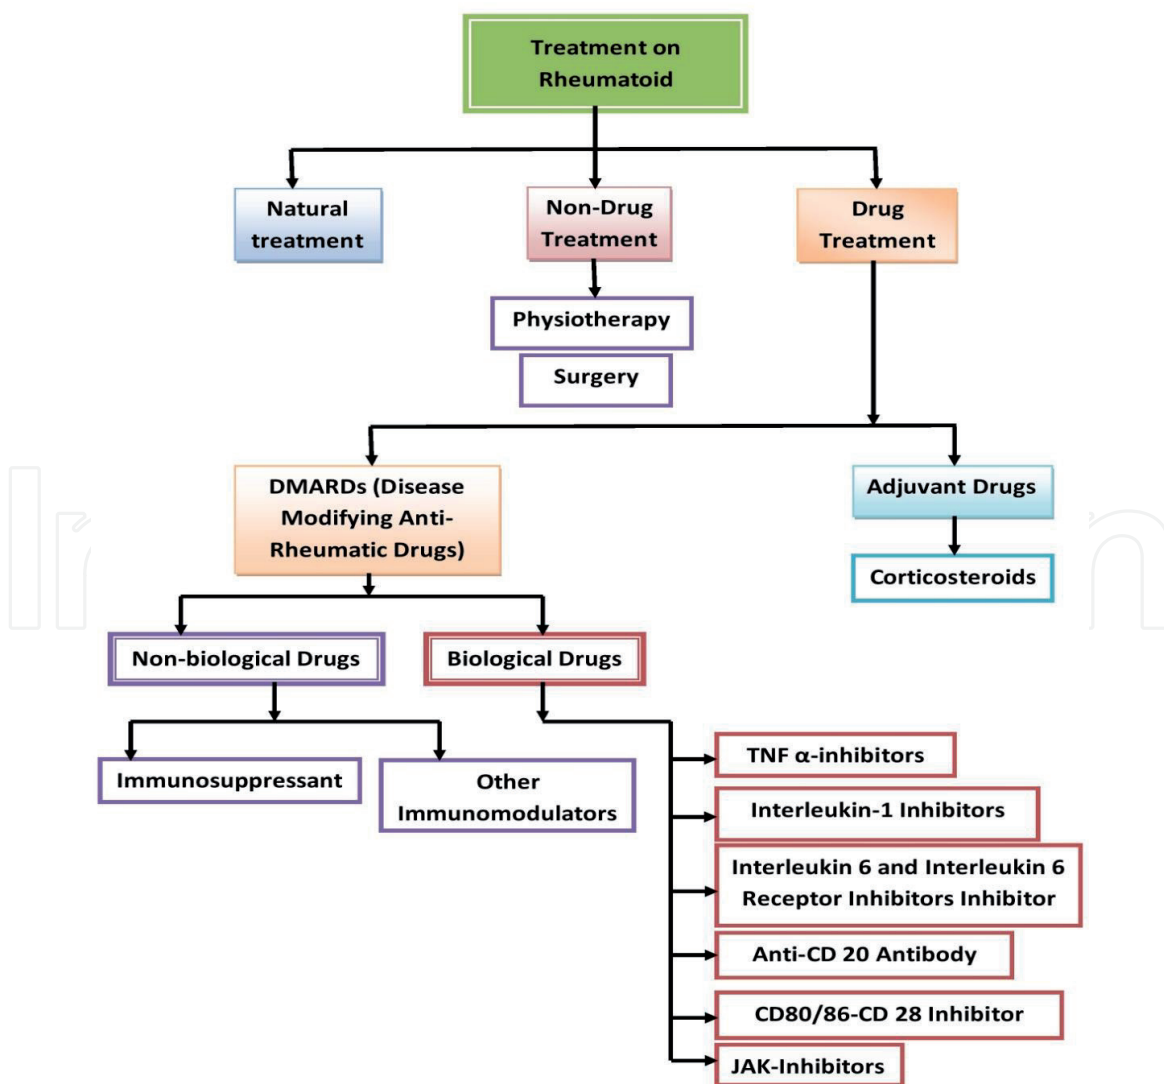 Treatment on
Rheumatoid
Natural
treatment
Non-Drug
Treatment
Drug
Treatment
Physiotherapy
Surgery
DMARDs (Disease
Modifying Anti-
Rheumatic Drugs)
Adjuvant Drugs
Corticosteroids
Non-biological Drugs
Biological Drugs
Immunosuppressant
Other
Immunomodulators
TNF α-inhibitors
Interleukin-1 Inhibitors
Interleukin 6 and Interleukin 6
Receptor Inhibitors Inhibitor
Anti-CD 20 Antibody
CD80/86-CD 28 Inhibitor
JAK-Inhibitors